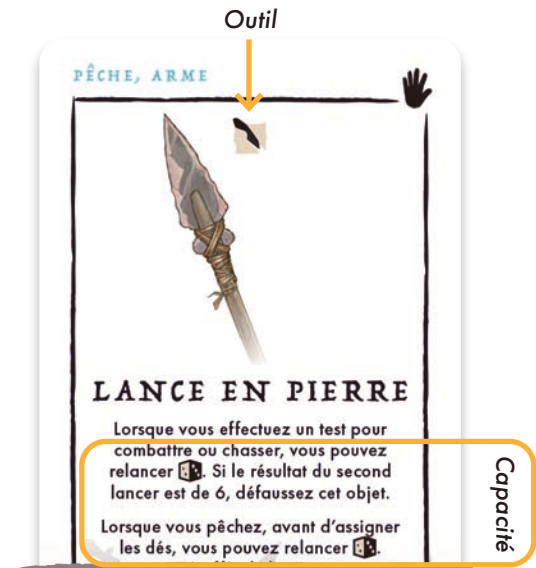 Outil
PÊCHE, ARME
LANCE EN PIERRE
Lorsque vous effectuez un test pour
combattre ou chasser, vous pouvez
relancer . Si le résultat du second
lancer est de 6, défaussez cet objet.
Lorsque vous pêchez, avant d’assigner
les dés, vous pouvez relancer .
Capacité